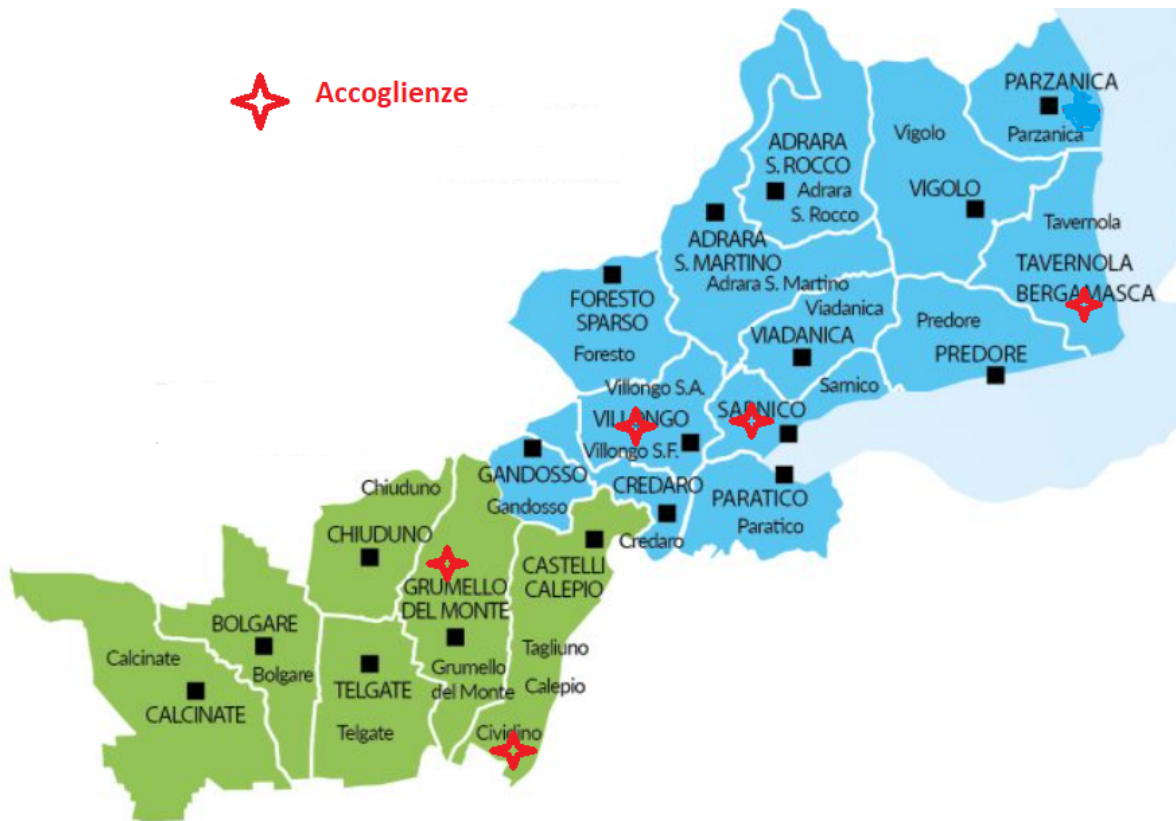 Accoglienze
PARZANICA
Parzanica
Vigolo
VIGOLO
ADRARA
S. ROCCO
Adrara
S. Rocco
Tavernola
TAVERNOLA
BERGAMASCA
ADRARA
S. MARTINO
Adrara S. Martino
FORESTO
SPARSO
Foresto
Viadanica
VIADANICA
Predore
PREDORE
Villongo S.A.
VILLONGO
Villongo S.F.
Sarnico
SARNICO
GANDOSSO
Gandosso
CREDARO
Credaro
PARATICO
Paratico
Chiuduno
CHIUDUNO
CASTELLI
CALEPIO
GRUMELLO
DEL MONTE
Grumello
del Monte
Tagliuno
Calepio
Cividino
BOLGARE
Bolgare
Calcinate
CALCINATE
TELGATE
Telgate